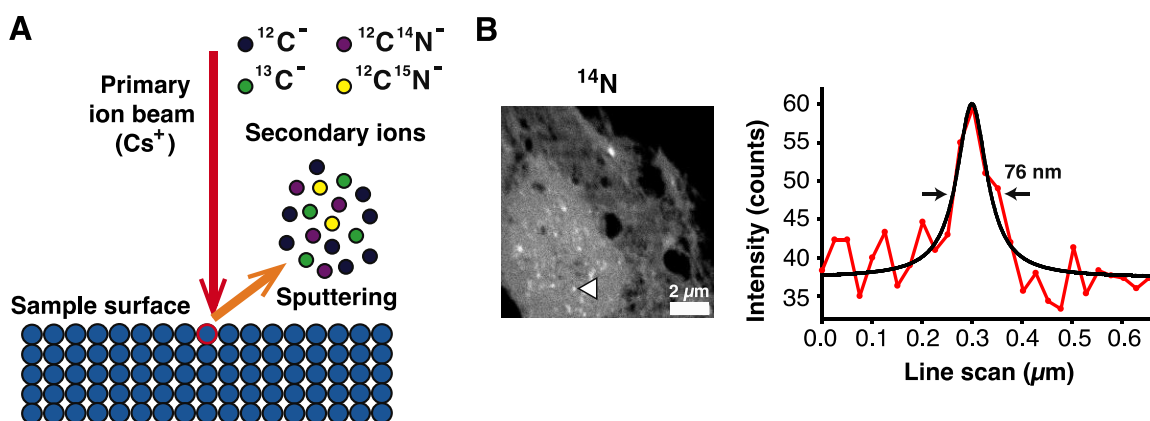 A
¹²C⁻
¹²C¹⁴N⁻
¹³C⁻
¹²C¹⁵N⁻
Primary
ion beam
(Cs⁺)
Secondary ions
Sputtering
Sample surface
B
¹⁴N
2 µm
Intensity (counts)
60
55
50
45
40
35
76 nm
0.0 0.1 0.2 0.3 0.4 0.5 0.6
Line scan (µm)